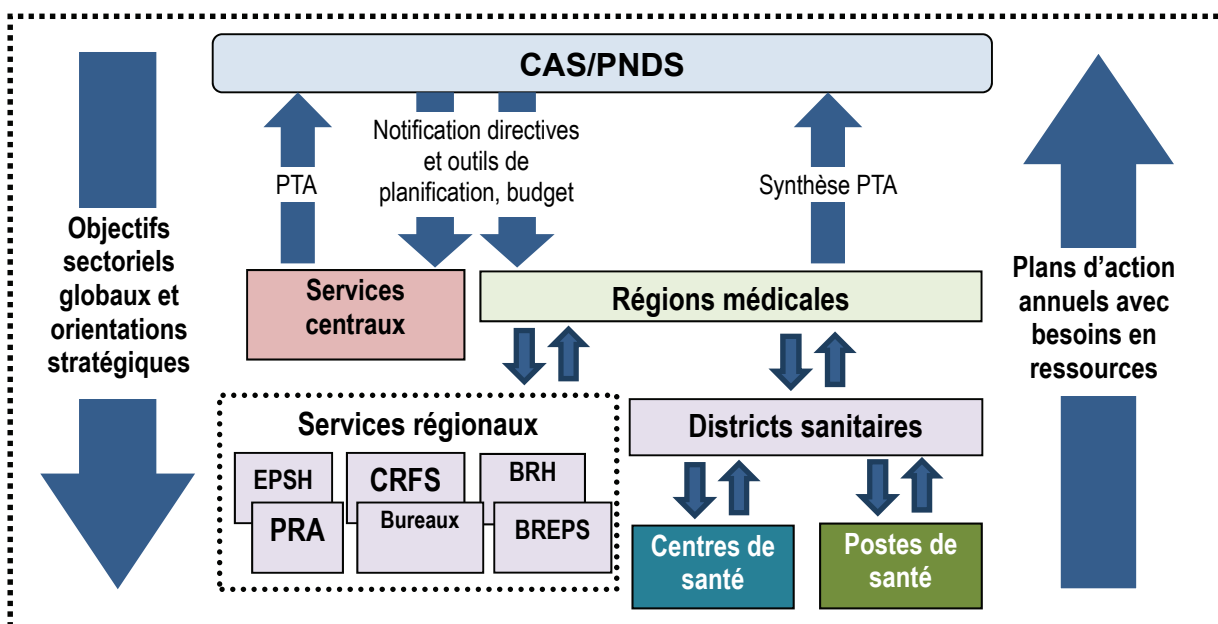 CAS/PNDS
Notification directives
et outils de
planification, budget
PTA
Synthèse PTA
Objectifs
sectoriels
globaux et
orientations
stratégiques
Services
centraux
Régions médicales
Plans d’action
annuels avec
besoins en
ressources
Services régionaux
EPSH
CRFS
BRH
PRA
Bureaux
BREPS
Districts sanitaires
Centres de
santé
Postes de
santé